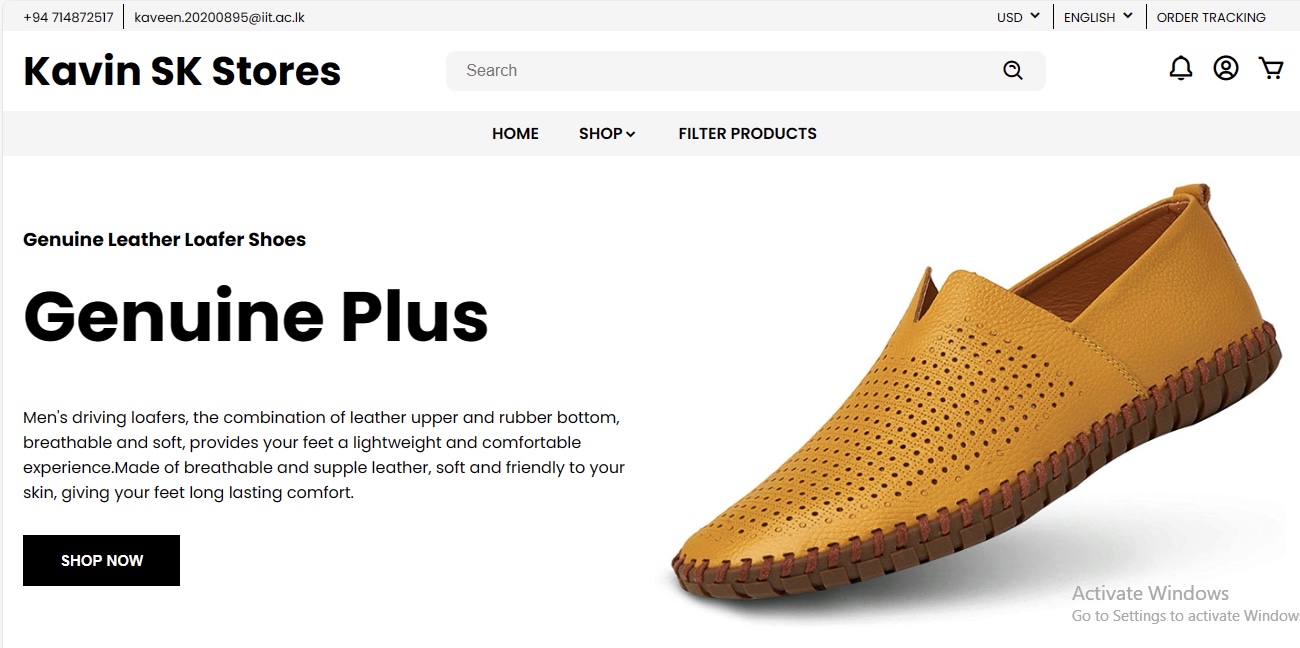 +94 714872517 kaveen.20200895@iit.ac.lk USD ENGLISH ORDER TRACKING
Kavin SK Stores Search
HOME SHOP FILTER PRODUCTS
Genuine Leather Loafer Shoes
Genuine Plus
Men's driving loafers, the combination of leather upper and rubber bottom,
breathable and soft, provides your feet a lightweight and comfortable
experience.Made of breathable and supple leather, soft and friendly to your
skin, giving your feet long lasting comfort.
SHOP NOW
Activate Windows
Go to Settings to activate Windows